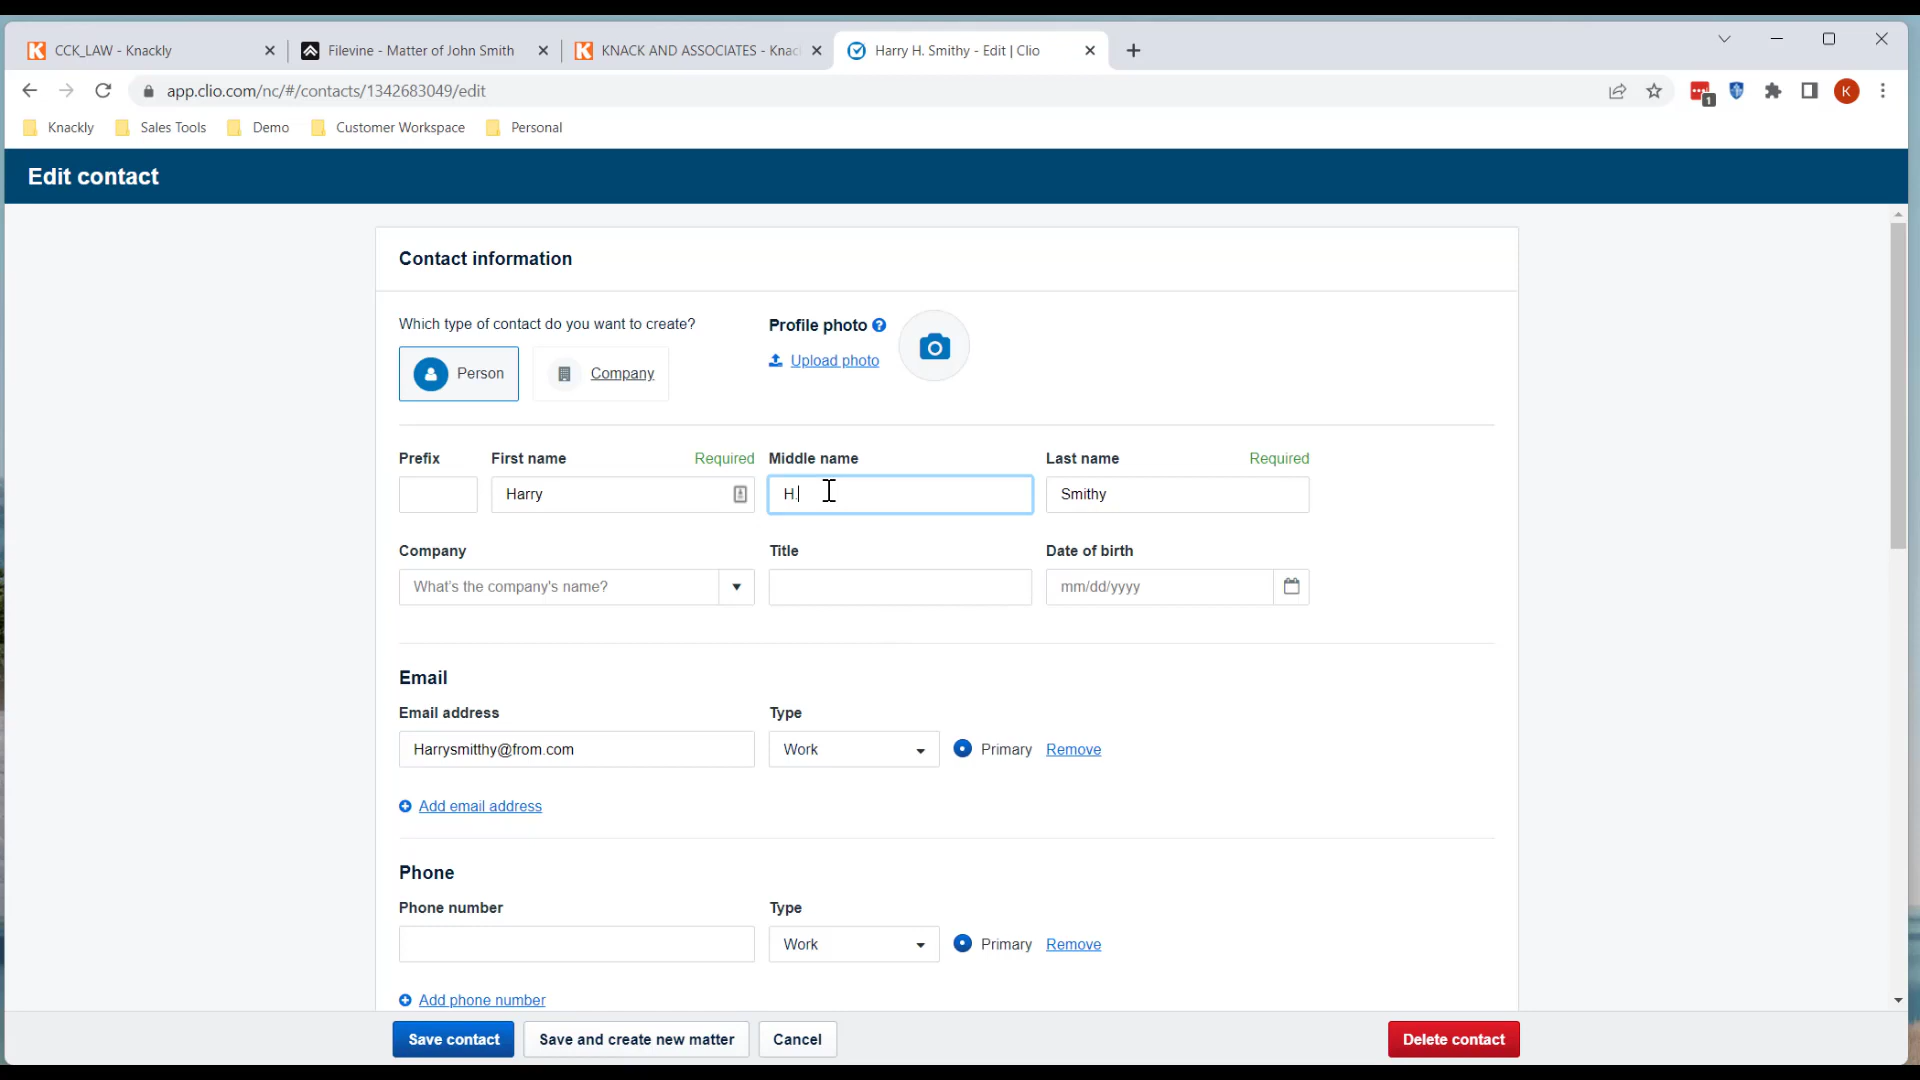 CCK_LAW - Knackly
Filevine - Matter of John Smith
KNACK AND ASSOCIATES - Knac
Harry H. Smithy - Edit | Clio
app.clio.com/nc/#/contacts/1342683049/edit
1
K
Knackly
Sales Tools
Demo
Customer Workspace
Personal
Edit contact
Contact information
Which type of contact do you want to create?
Person
Company
Profile photo ?
Upload photo
Prefix
First name Required
Middle name
Last name Required
Harry
H.
Smithy
Company
Title
Date of birth
What's the company's name?
mm/dd/yyyy
Email
Email address
Type
Harrysmitthy@from.com
Work
Primary
Remove
Add email address
Phone
Phone number
Type
Work
Primary
Remove
Add phone number
Save contact
Save and create new matter
Cancel
Delete contact